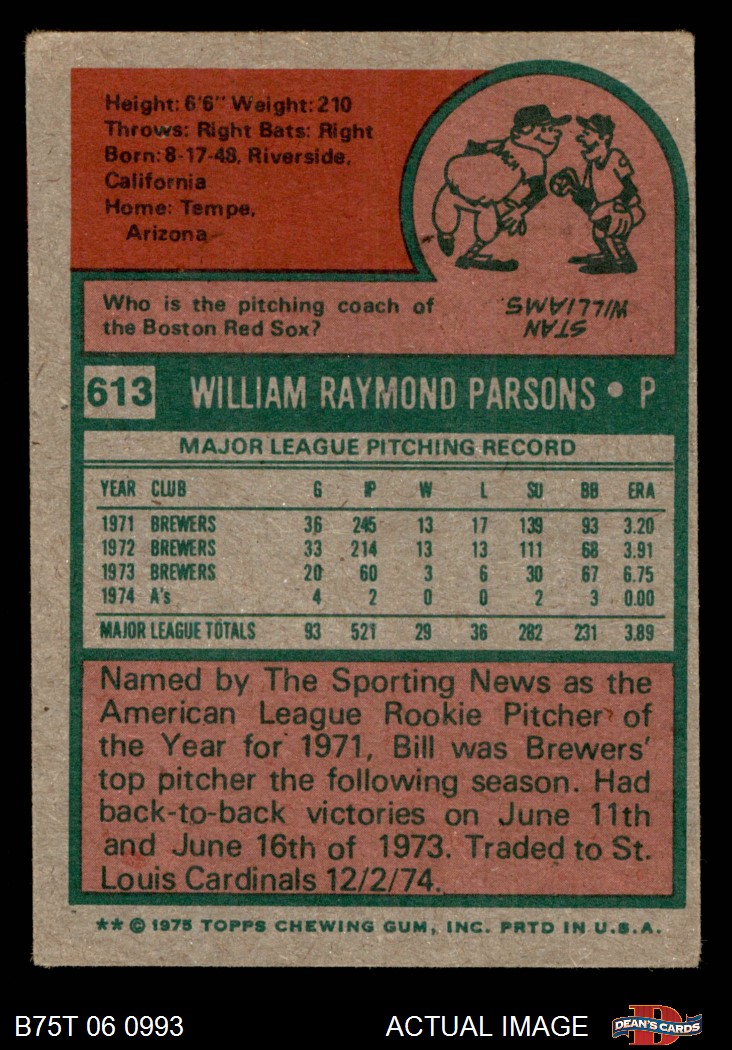 Height: 6'6" Weight: 210
Throws: Right Bats: Right
Born: 8-17-48, Riverside,
California
Home: Tempe,
Arizona
Who is the pitching coach of
the Boston Red Sox?
STAN
WILLIAMS
613 WILLIAM RAYMOND PARSONS • P
MAJOR LEAGUE PITCHING RECORD
YEAR CLUB G IP W L SO BB ERA
1971 BREWERS 36 245 13 17 139 93 3.20
1972 BREWERS 33 214 13 13 111 68 3.91
1973 BREWERS 20 60 3 6 30 67 6.75
1974 A's 4 2 0 0 2 3 0.00
MAJOR LEAGUE TOTALS 93 521 29 36 282 231 3.89
Named by The Sporting News as the
American League Rookie Pitcher of
the Year for 1971, Bill was Brewers'
top pitcher the following season. Had
back-to-back victories on June 11th
and June 16th of 1973. Traded to St.
Louis Cardinals 12/2/74.
** © 1975 TOPPS CHEWING GUM, INC. PRTD IN U.S.A.
B75T 06 0993 ACTUAL IMAGE D DEAN'S CARDS